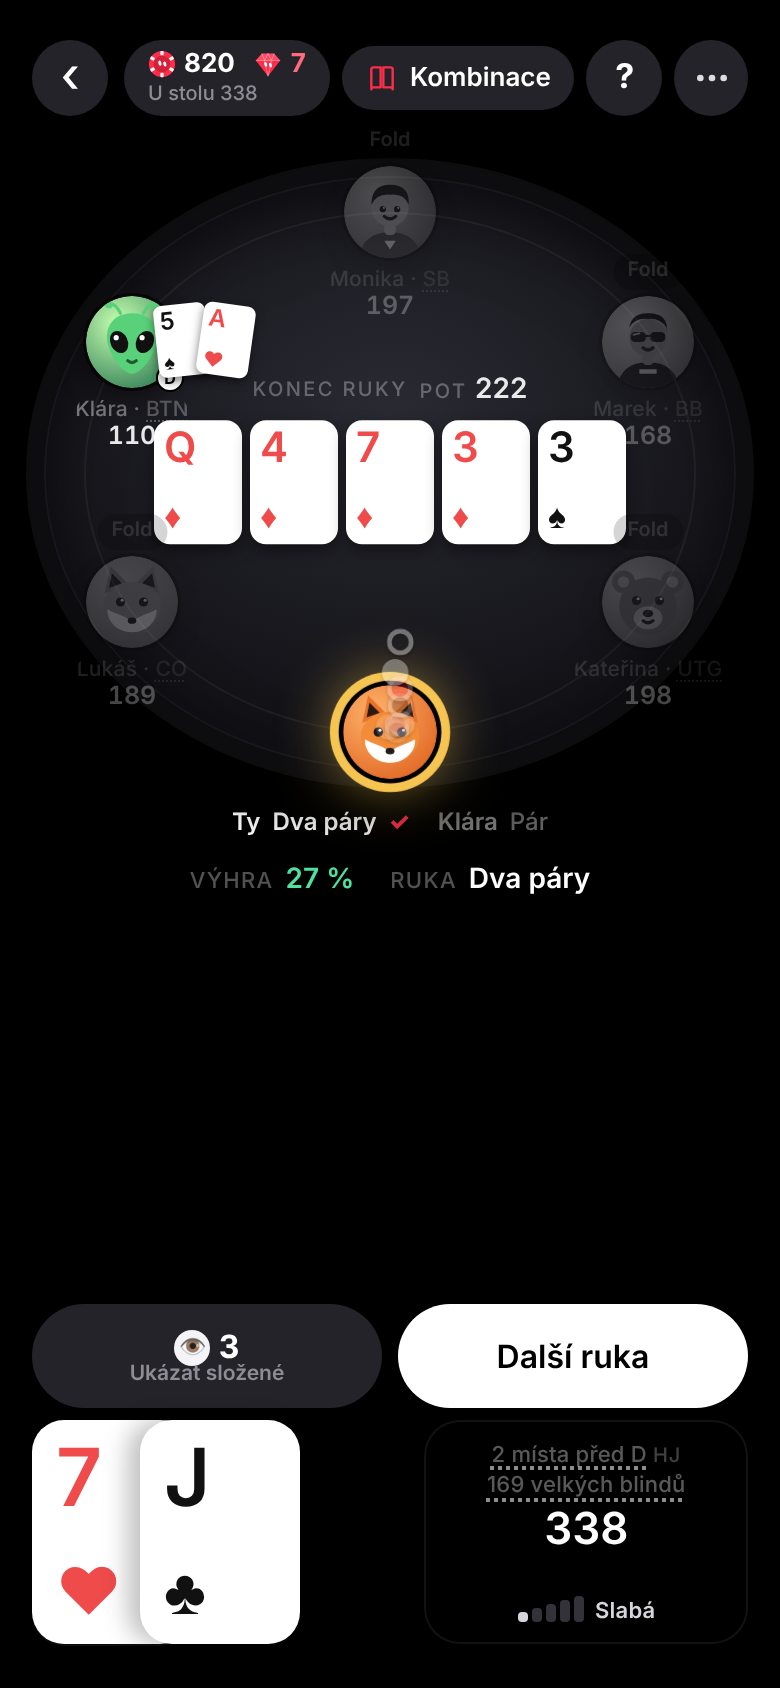 820 7
U stolu 338
Kombinace
?
Fold
Monika · SB
197
Fold
5 A
D
Klára · BTN
110
KONEC RUKY POT 222
Marek · BB
168
Q 4 7 3 3
Fold
Fold
Lukáš · CO
189
Kateřina · UTG
198
Ty Dva páry Klára Pár
VÝHRA 27 % RUKA Dva páry
3
Ukázat složené
Další ruka
7 J
2 místa před D HJ
169 velkých blindů
338
Slabá